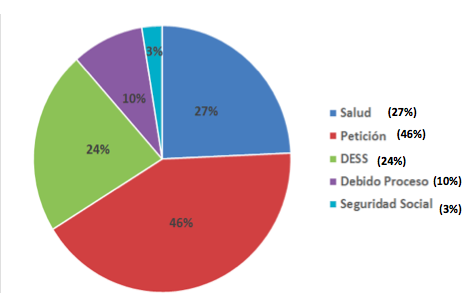 3%
10%
27%
24%
46%
Salud (27%)
Petición (46%)
DESS (24%)
Debido Proceso (10%)
Seguridad Social (3%)